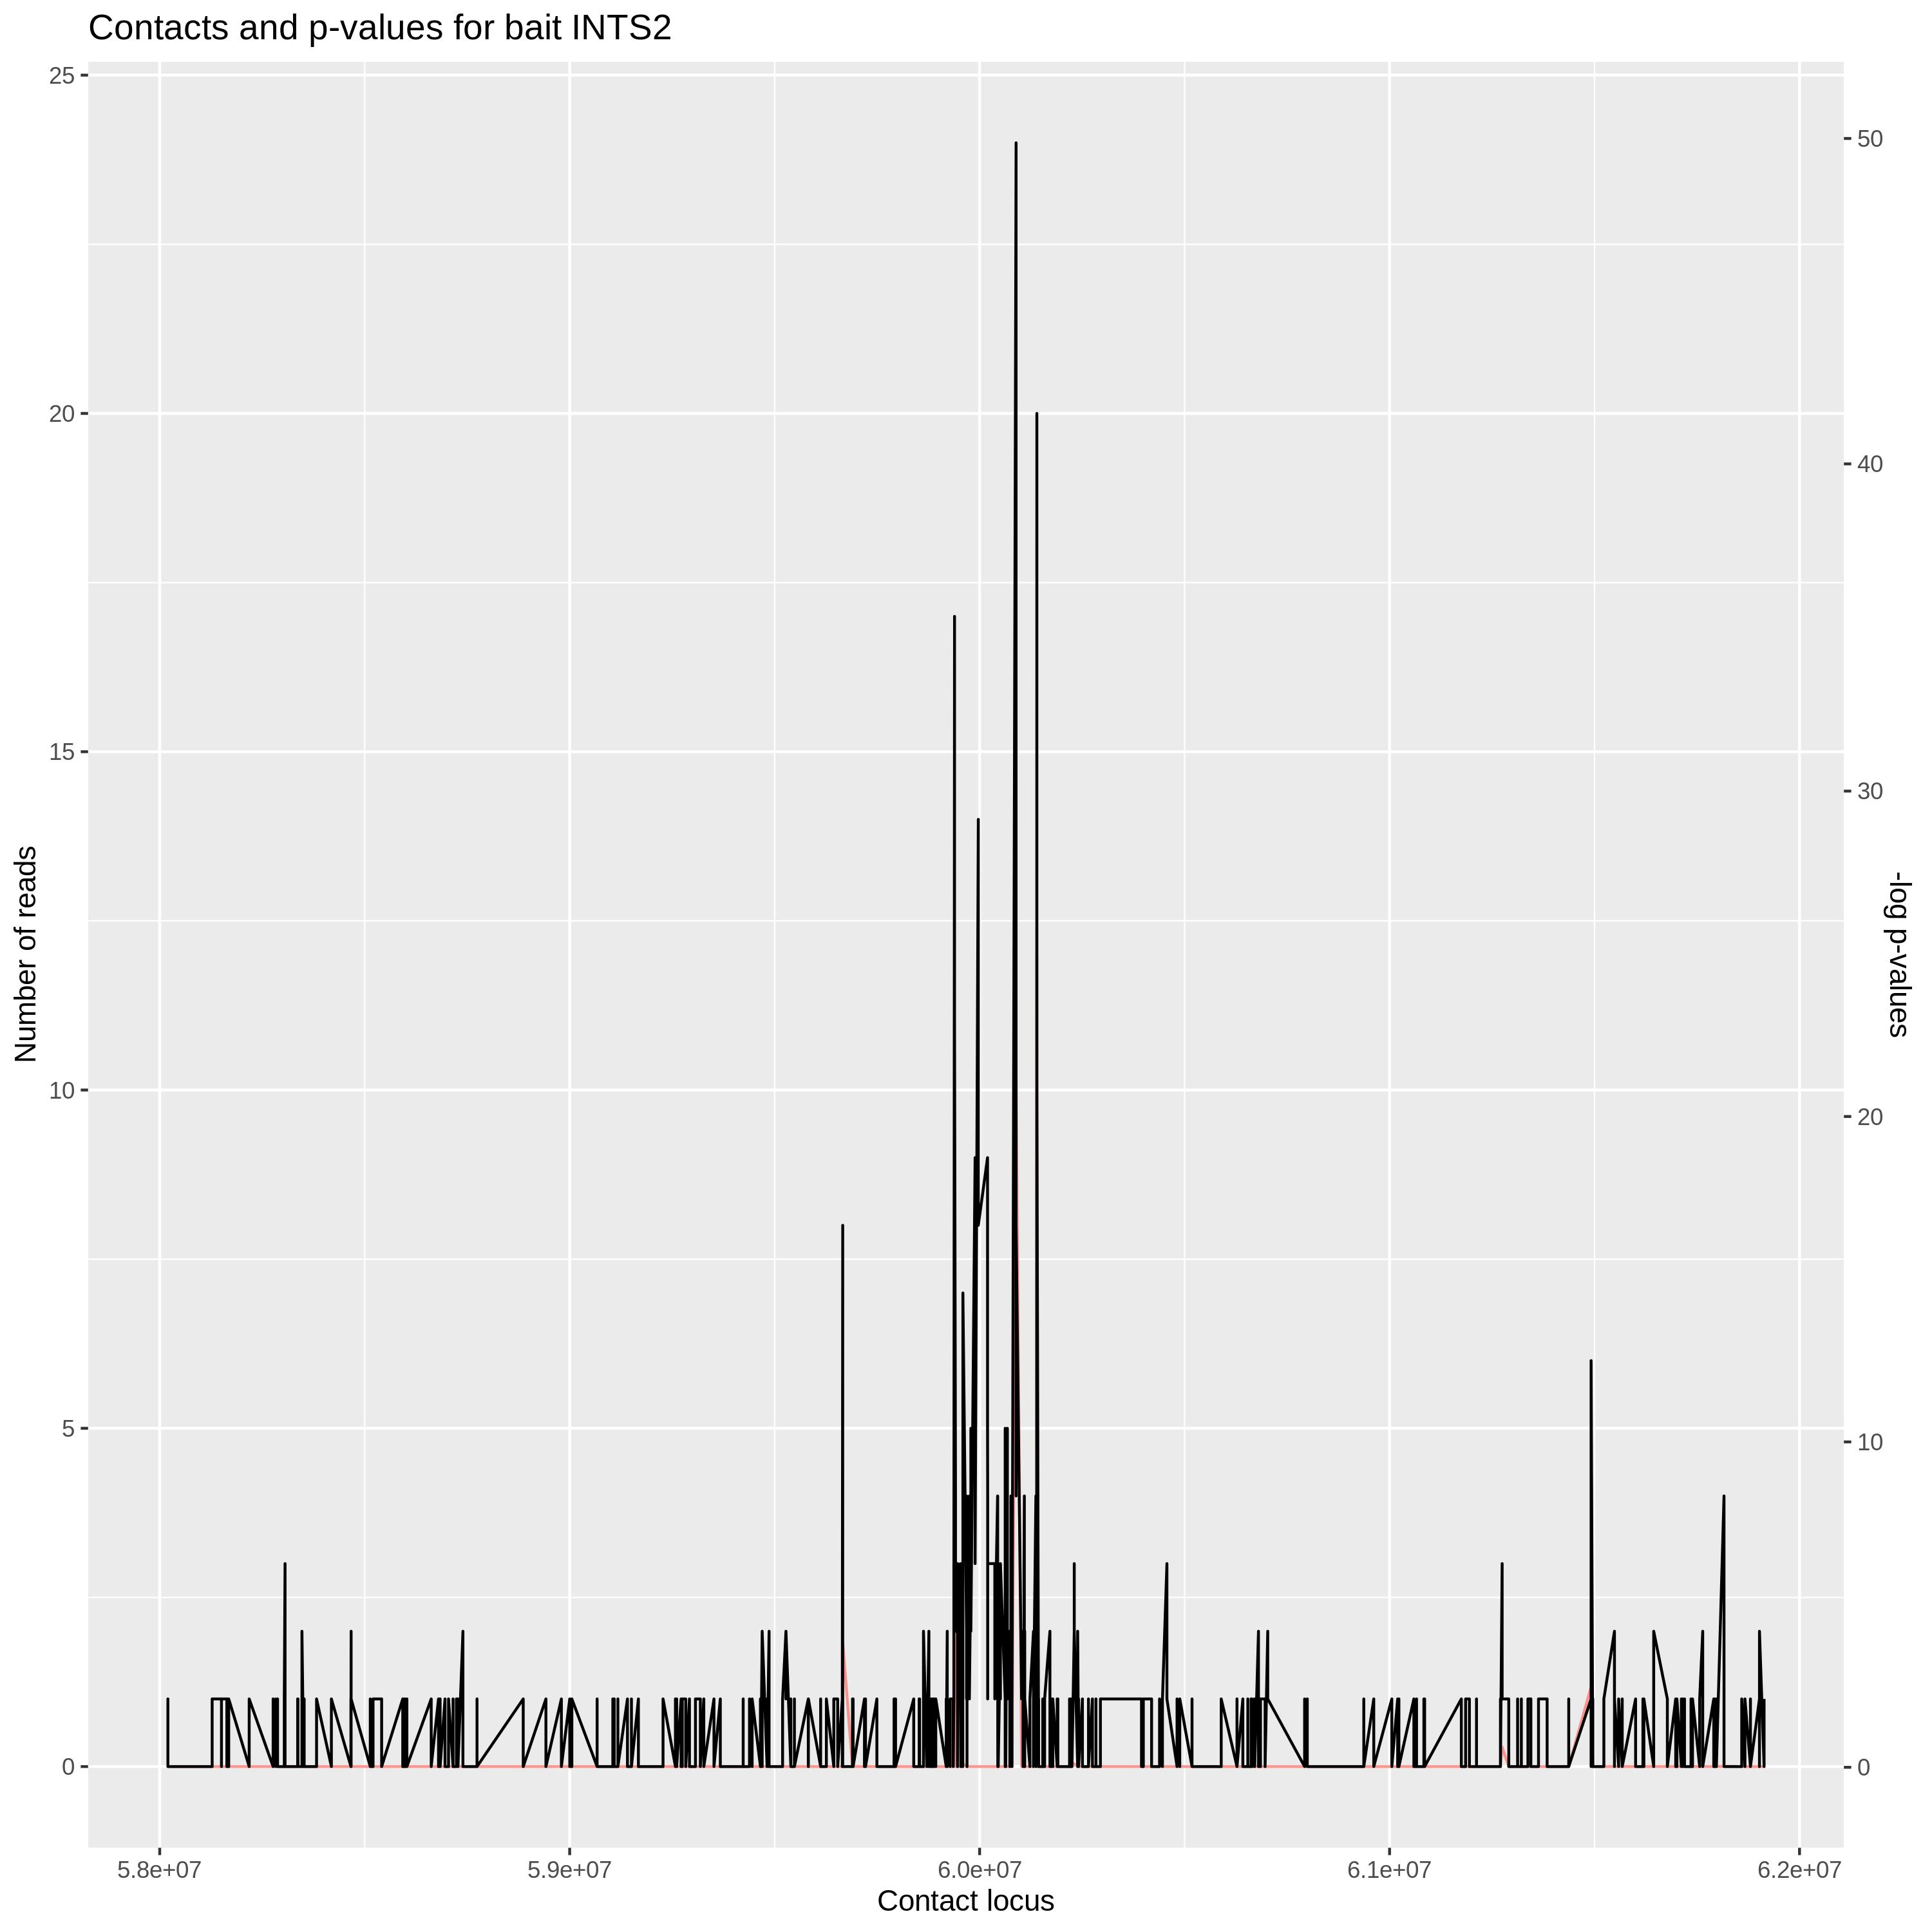 Contacts and p-values for bait INTS2
25
20
15
10
5
0
Number of reads
50
40
30
20
10
0
-log p-values
5.8e+07
5.9e+07
6.0e+07
6.1e+07
6.2e+07
Contact locus